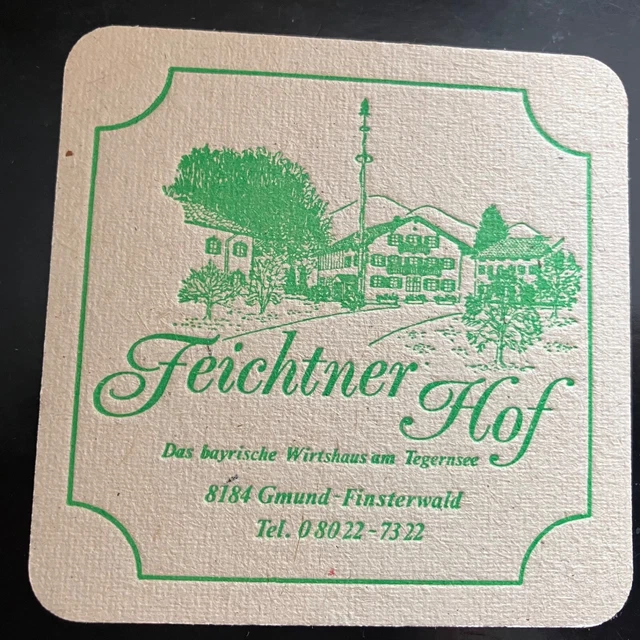 Feichtner
Hof
Das bayrische Wirtshaus am Tegernsee
8184 Gmund-Finsterwald
Tel. 08022-7322